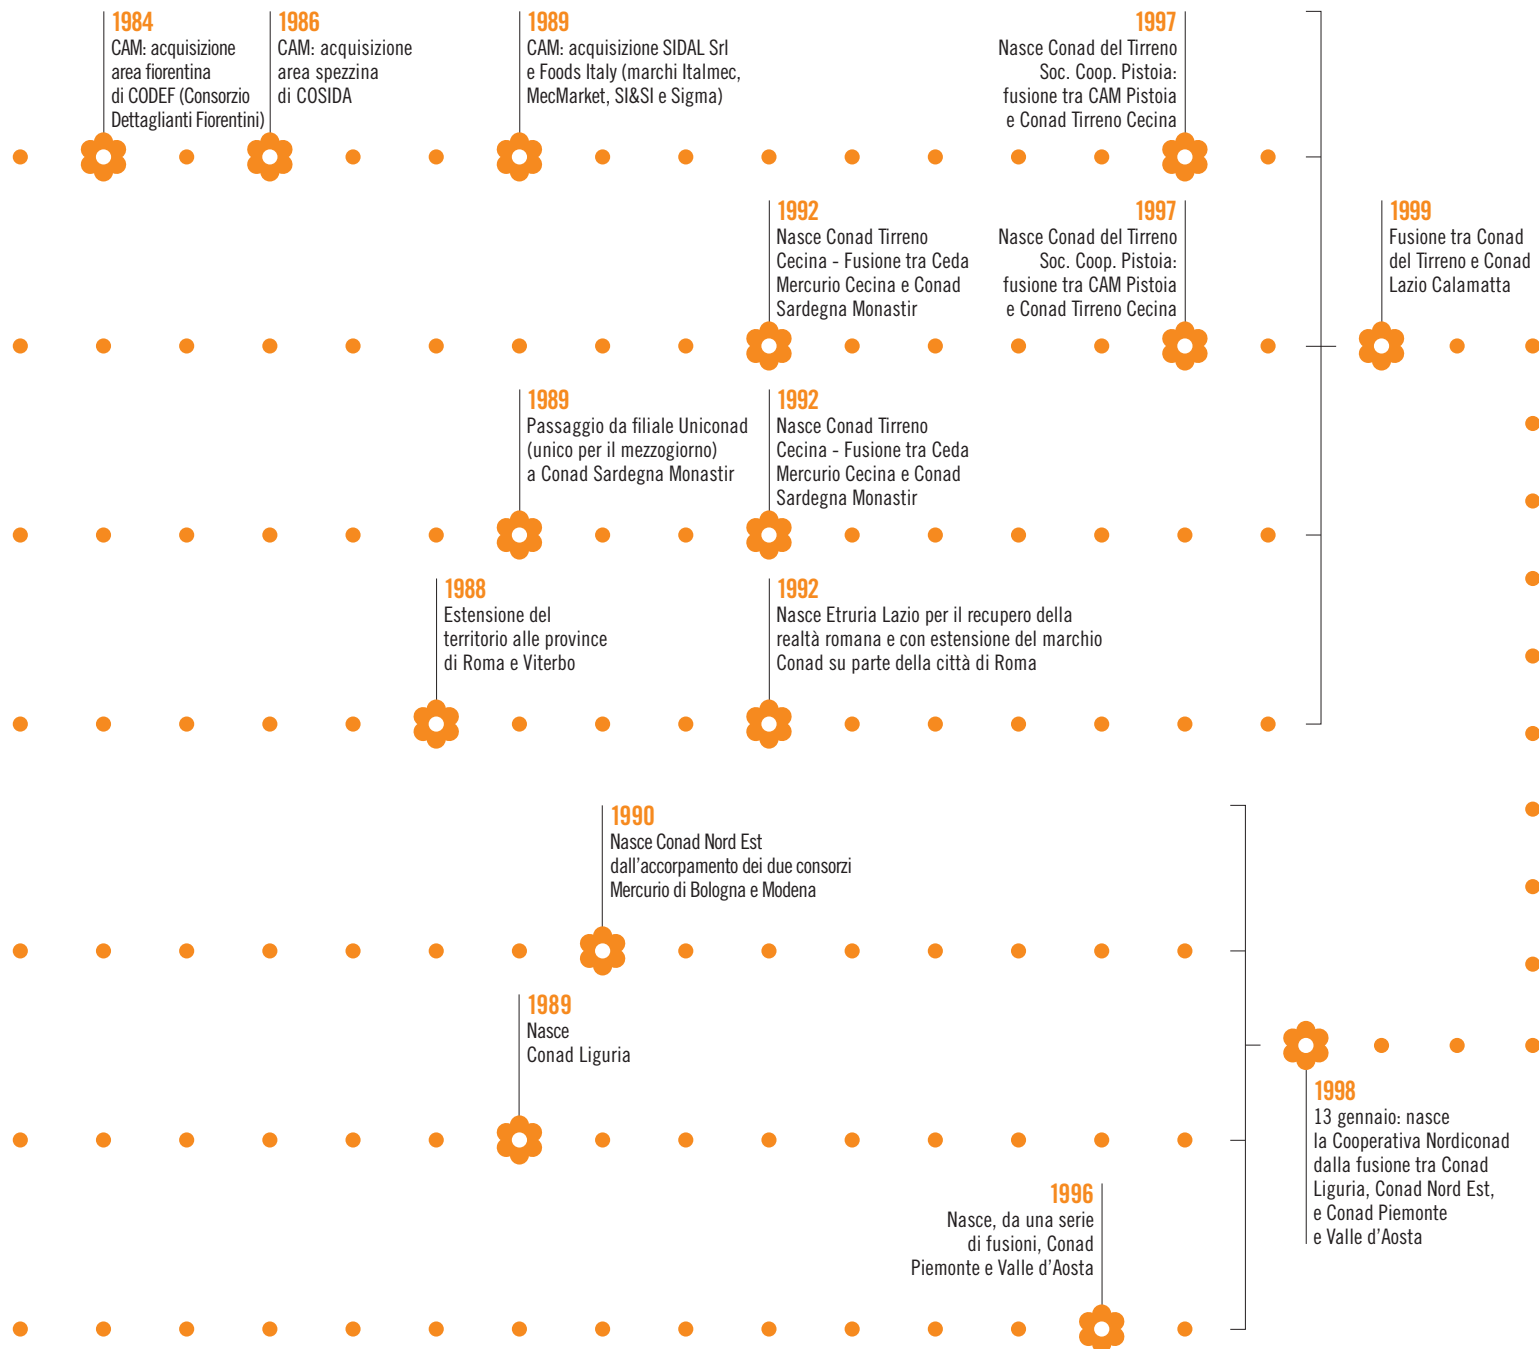 1984
CAM: acquisizione
area fiorentina
di CODEF (Consorzio
Dettaglianti Fiorentini)
1986
CAM: acquisizione
area spezzina
di COSIDA
1989
CAM: acquisizione SIDAL Srl
e Foods Italy (marchi Italmec,
MecMarket, SI&SI e Sigma)
1997
Nasce Conad del Tirreno
Soc. Coop. Pistoia:
fusione tra CAM Pistoia
e Conad Tirreno Cecina
1992
Nasce Conad Tirreno
Cecina - Fusione tra Ceda
Mercurio Cecina e Conad
Sardegna Monastir
1997
Nasce Conad del Tirreno
Soc. Coop. Pistoia:
fusione tra CAM Pistoia
e Conad Tirreno Cecina
1999
Fusione tra Conad
del Tirreno e Conad
Lazio Calamatta
1989
Passaggio da filiale Uniconad
(unico per il mezzogiorno)
a Conad Sardegna Monastir
1992
Nasce Conad Tirreno
Cecina - Fusione tra Ceda
Mercurio Cecina e Conad
Sardegna Monastir
1988
Estensione del
territorio alle province
di Roma e Viterbo
1992
Nasce Etruria Lazio per il recupero della
realtà romana e con estensione del marchio
Conad su parte della città di Roma
1990
Nasce Conad Nord Est
dall'accorpamento dei due consorzi
Mercurio di Bologna e Modena
1989
Nasce
Conad Liguria
1998
13 gennaio: nasce
la Cooperativa Nordiconad
dalla fusione tra Conad
Liguria, Conad Nord Est,
e Conad Piemonte
e Valle d'Aosta
1996
Nasce, da una serie
di fusioni, Conad
Piemonte e Valle d'Aosta